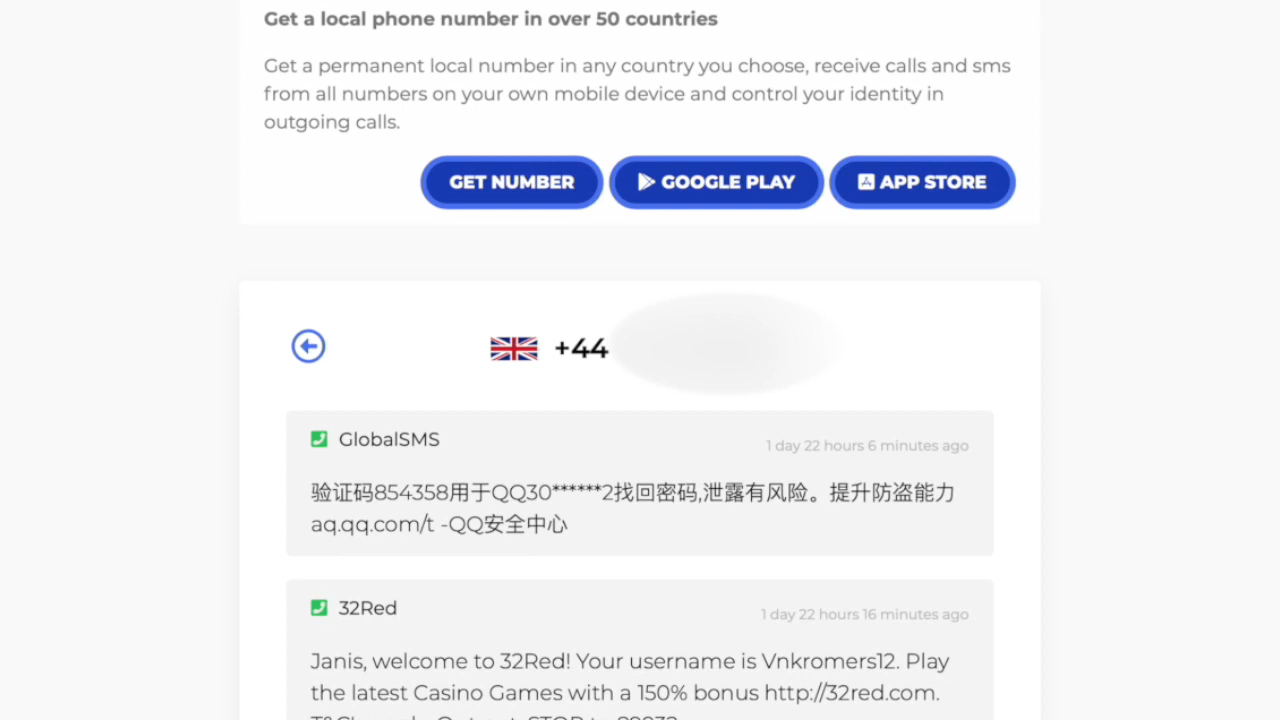 Get a local phone number in over 50 countries
Get a permanent local number in any country you choose, receive calls and sms
from all numbers on your own mobile device and control your identity in
outgoing calls.
GET NUMBER
GOOGLE PLAY
APP STORE
+44
GlobalSMS
1 day 22 hours 6 minutes ago
验证码854358用于QQ30******2找回密码,泄露有风险。提升防盗能力
aq.qq.com/t -QQ安全中心
32Red
1 day 22 hours 16 minutes ago
Janis, welcome to 32Red! Your username is Vnkromers12. Play
the latest Casino Games with a 150% bonus http://32red.com.